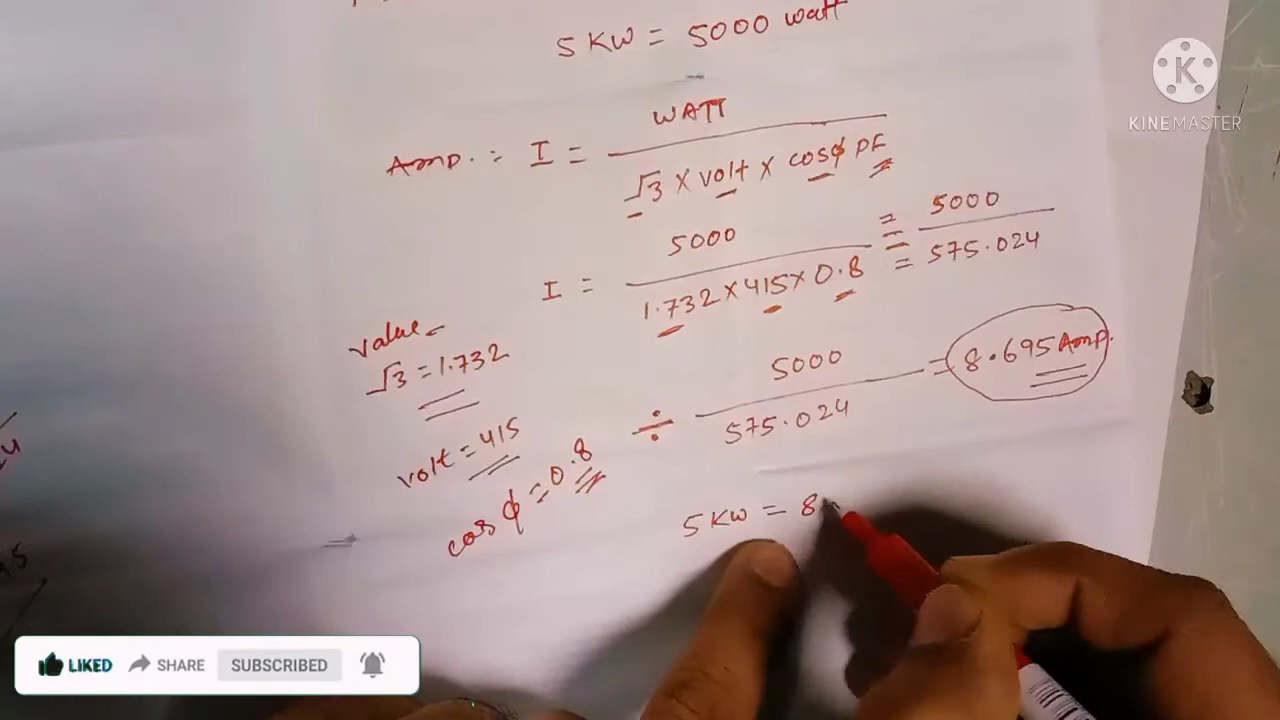 5 KW = 5000 watt
WATT
Amp. : I = 
√3 × volt × cosϕ PF
5000
I = 
1.732 × 415 × 0.8
= 5000
= 575.024
value
√3 = 1.732
volt = 415
cos ϕ = 0.8
÷
5000
575.024
= 8.695 Amp.
5 KW = 8
K
KINEMASTER
LIKED SHARE SUBSCRIBED